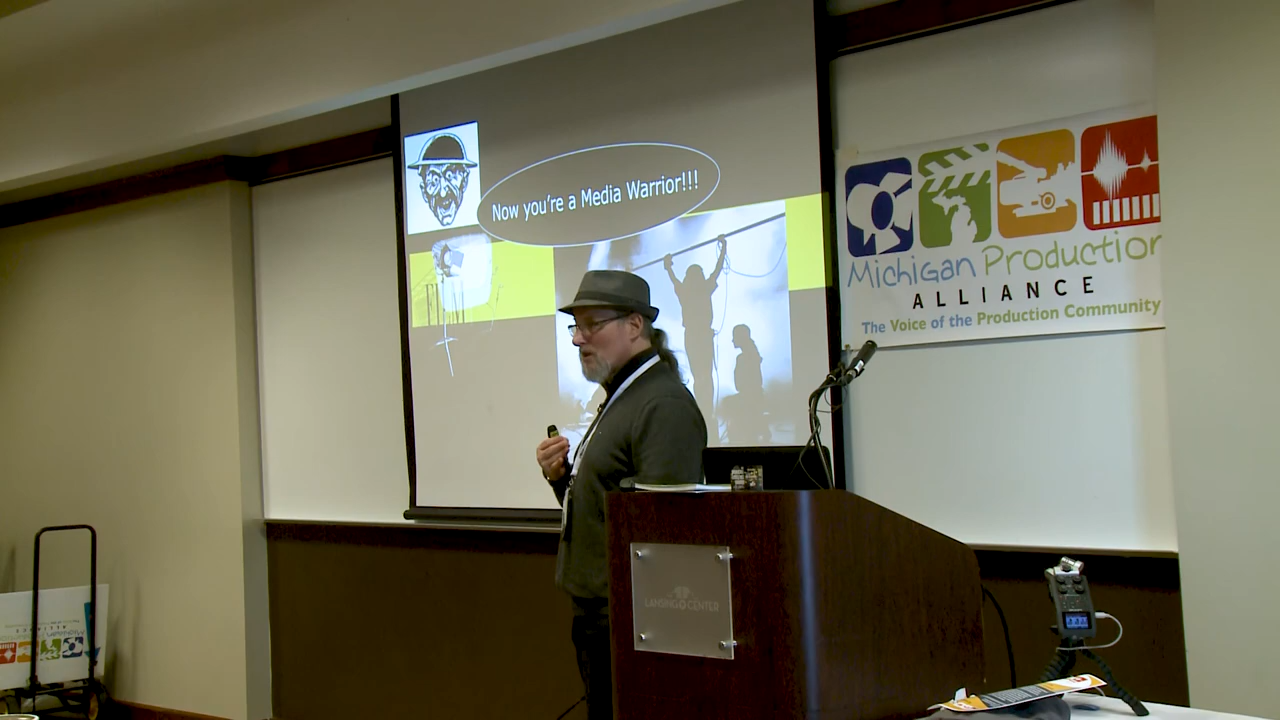 Now you're a Media Warrior!!!
Michigan Production
ALLIANCE
The Voice of the Production Community
LANSING CENTER